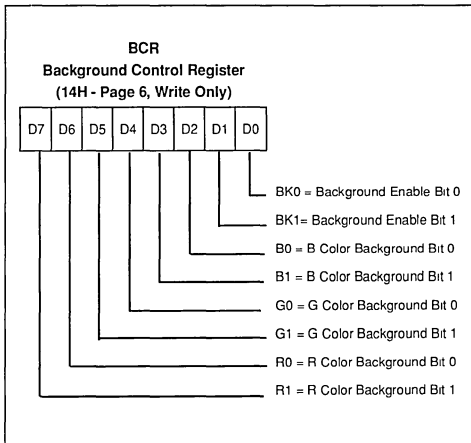 BCR
Background Control Register
(14H - Page 6, Write Only)
D7 D6 D5 D4 D3 D2 D1 D0
BK0 = Background Enable Bit 0
BK1= Background Enable Bit 1
B0 = B Color Background Bit 0
B1 = B Color Background Bit 1
G0 = G Color Background Bit 0
G1 = G Color Background Bit 1
R0 = R Color Background Bit 0
R1 = R Color Background Bit 1